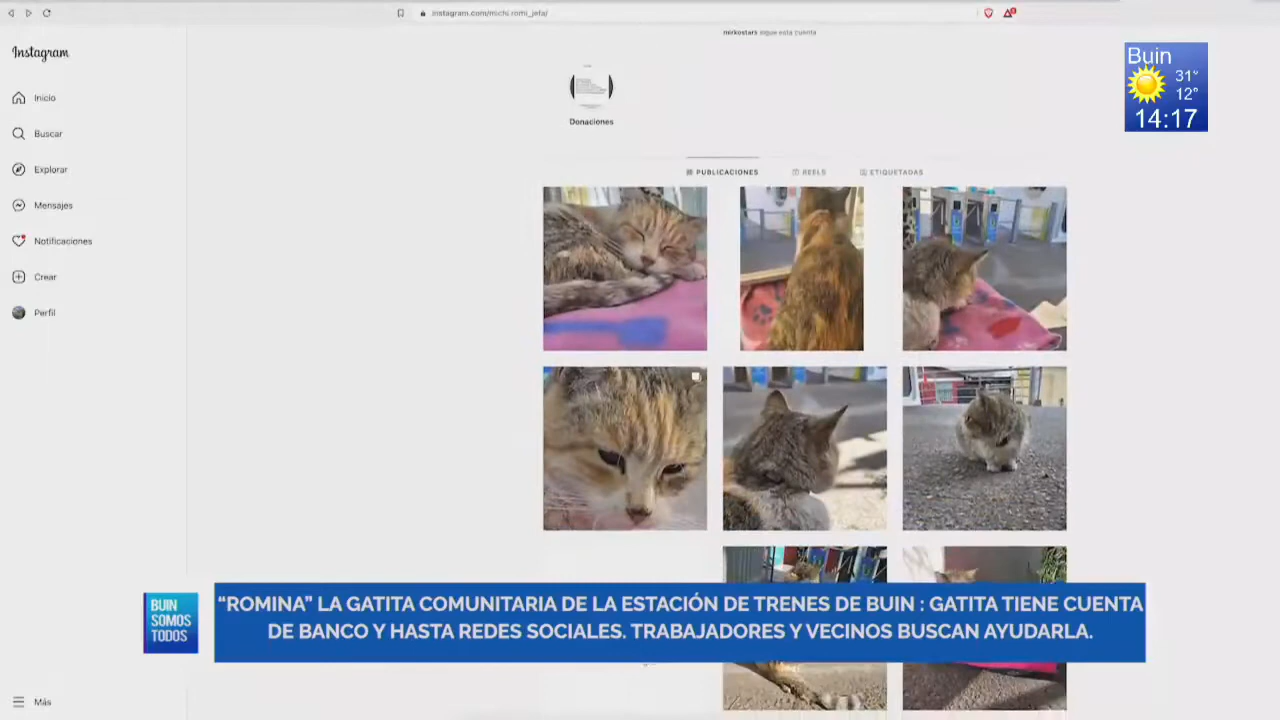 instagram.com/michi.romi_jefa/
nerkostars sigue esta cuenta
Instagram
Buin
31°
12°
14:17
Inicio
Buscar
Explorar
Mensajes
Notificaciones
Crear
Perfil
Donaciones
PUBLICACIONES
REELS
ETIQUETADAS
BUIN
SOMOS
TODOS
“ROMINA” LA GATITA COMUNITARIA DE LA ESTACIÓN DE TRENES DE BUIN : GATITA TIENE CUENTA
DE BANCO Y HASTA REDES SOCIALES. TRABAJADORES Y VECINOS BUSCAN AYUDARLA.
Más